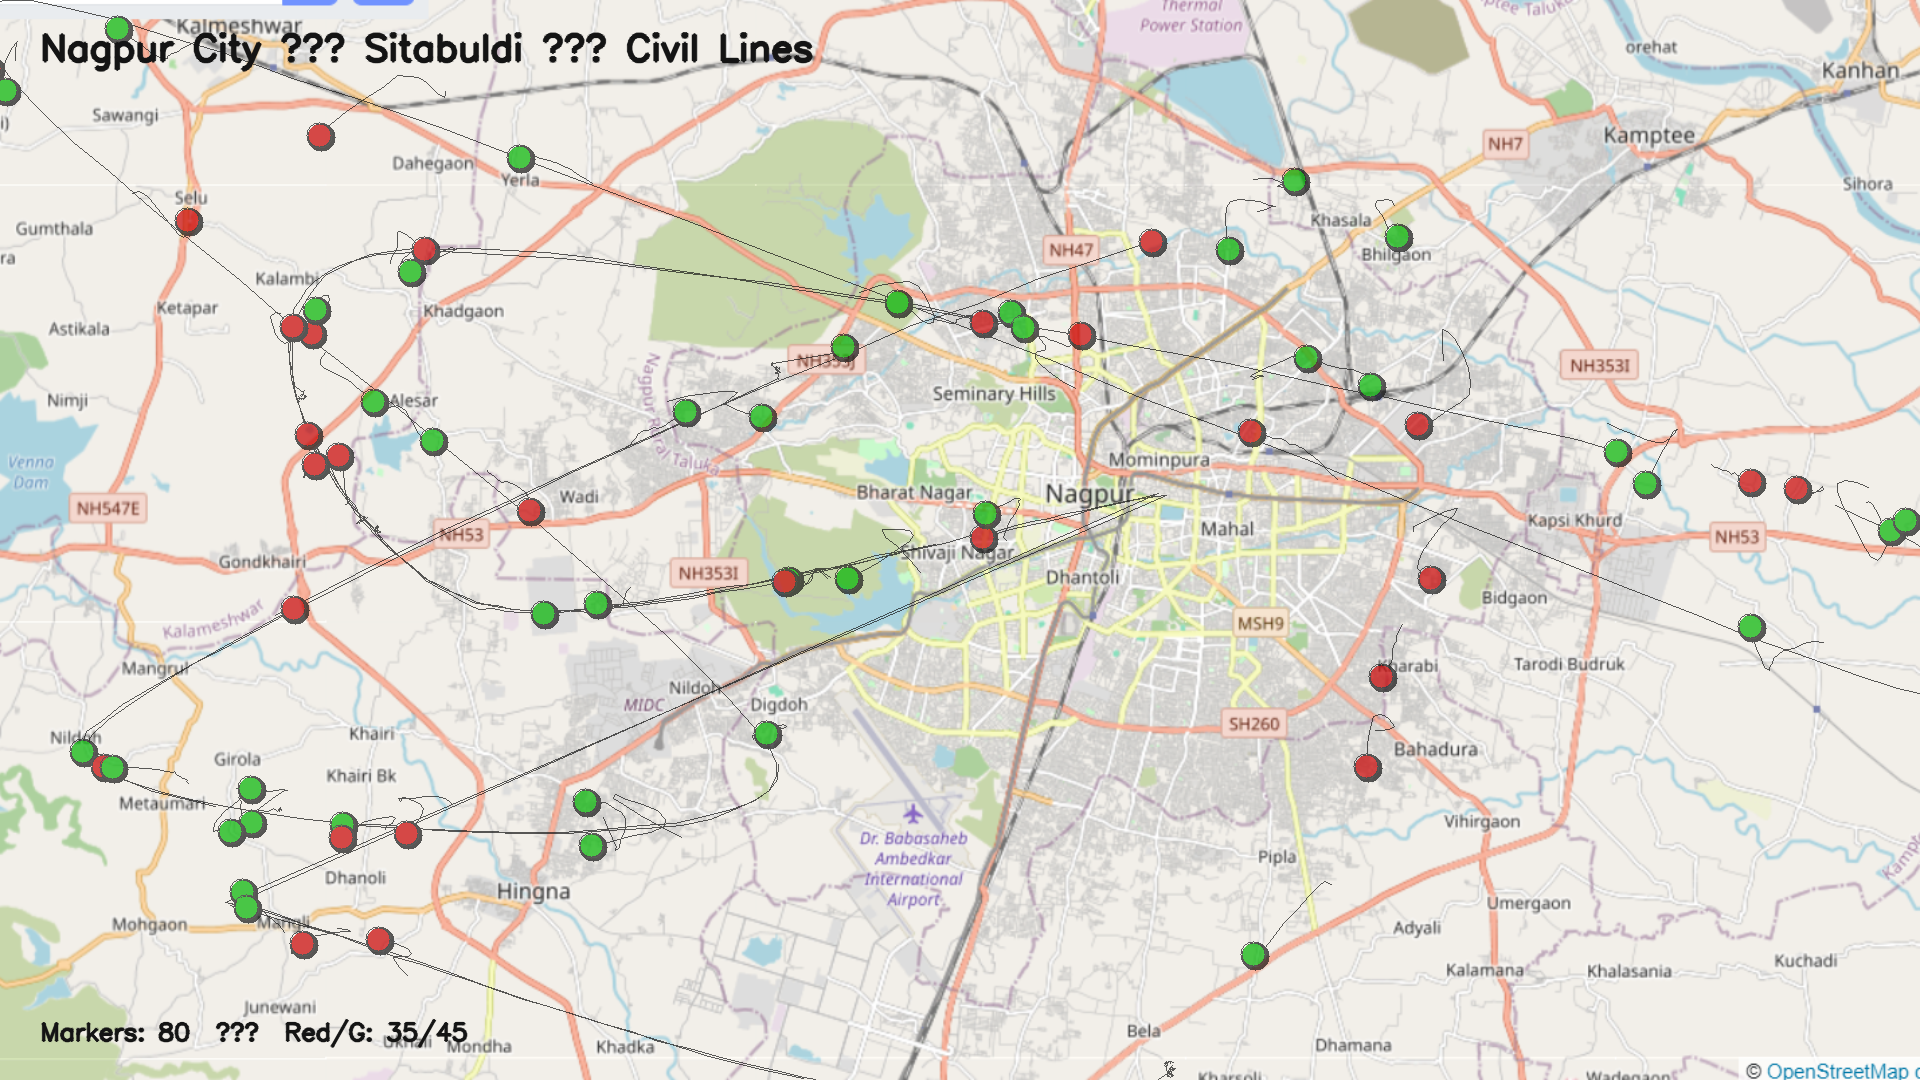 Kalmeshwar
Nagpur City ??? Sitabuldi ??? Civil Lines
Thermal
Power Station
orehat
Kanhan
Sawangi
i)
NH7
Kamptee
Dahegaon
Yerla
Sihora
Selu
Gumthala
Khasala
NH47
Bhilgaon
ra
Kalambi
Ketapar
Khadgaon
Astikala
NH353J
NH353I
Seminary Hills
Nimji
Alesar
Nagpur Rural Taluka
Mominpura
Venna
Dam
Wadi
Bharat Nagar
Nagpur
NH547E
Kapsi Khurd
Mahal
NH53
NH53
Shivaji Nagar
Gondkhairi
NH353I
Dhantoli
Bidgaon
Kalameshwar
MSH9
Mangrul
Kharabi
Tarodi Budruk
Nildoh
MIDC
Digdoh
SH260
Nildoh
Khairi
Bahadura
Girola
Khairi Bk
Metaumari
Vihirgaon
Dr. Babasaheb
Ambedkar
International
Airport
Pipla
Dhanoli
Hingna
Umergaon
Mohgaon
Mangli
Adyali
Kuchadi
Kalamana
Khalasania
Junewani
Markers: 80 ??? Red/G: 35/45
Mondha
Khadka
Bela
Dhamana
Kharsoli
Wadegaon
© OpenStreetMap c